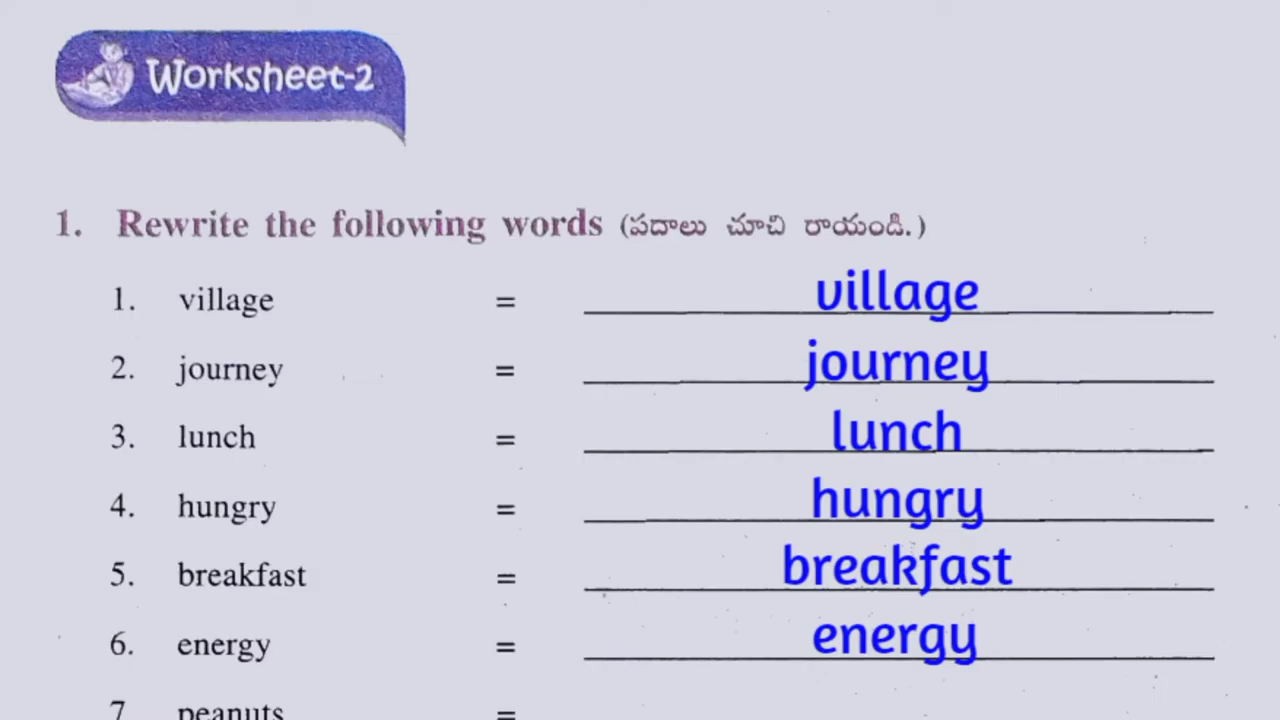 Worksheet-2
1. Rewrite the following words (పదాలు చూచి రాయండి.)
1. village = village
2. journey = journey
3. lunch = lunch
4. hungry = hungry
5. breakfast = breakfast
6. energy = energy
7. peanuts =